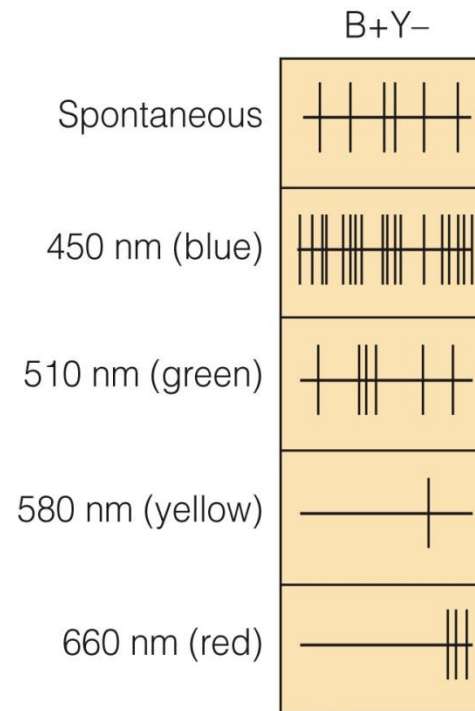 B+Y–
Spontaneous
450 nm (blue)
510 nm (green)
580 nm (yellow)
660 nm (red)